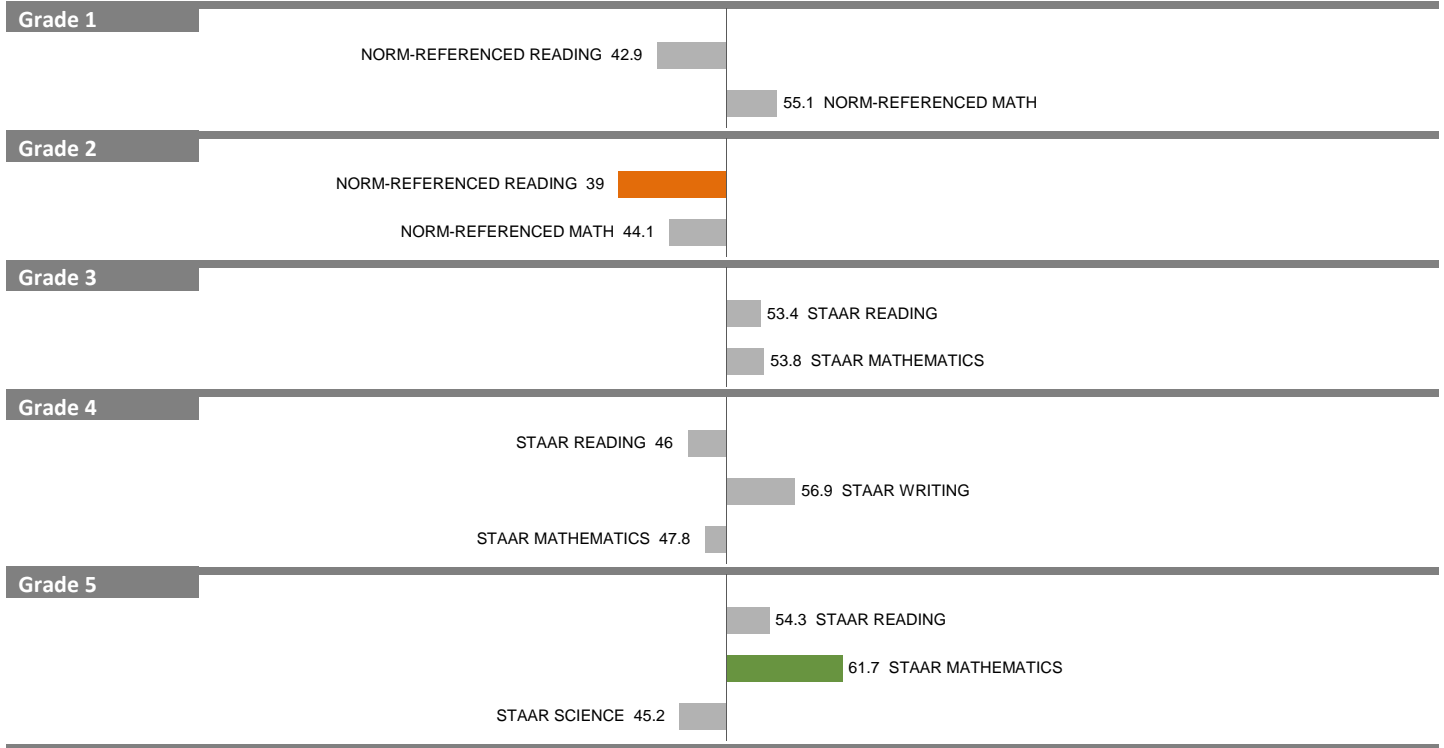 Grade 1
NORM-REFERENCED READING 42.9
55.1 NORM-REFERENCED MATH
Grade 2
NORM-REFERENCED READING 39
NORM-REFERENCED MATH 44.1
Grade 3
53.4 STAAR READING
53.8 STAAR MATHEMATICS
Grade 4
STAAR READING 46
56.9 STAAR WRITING
STAAR MATHEMATICS 47.8
Grade 5
54.3 STAAR READING
61.7 STAAR MATHEMATICS
STAAR SCIENCE 45.2